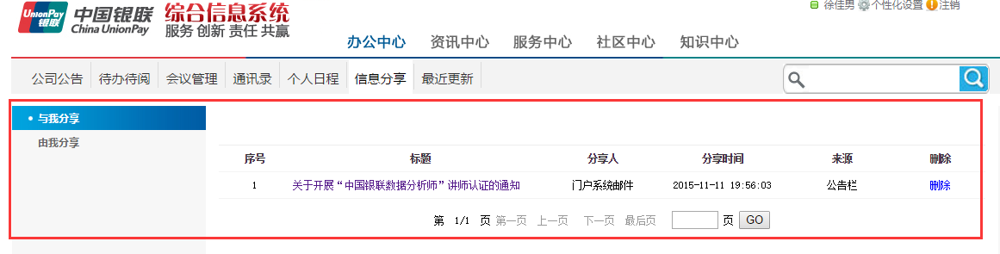 UnionPay 银联 中国银联 China UnionPay 综合信息系统 服务 创新 责任 共赢
徐佳男 个性化设置 注销
办公中心 资讯中心 服务中心 社区中心 知识中心
公司公告 待办待阅 会议管理 通讯录 个人日程 信息分享 最近更新
与我分享
由我分享
序号 标题 分享人 分享时间 来源 删除
1 关于开展“中国银联数据分析师”讲师认证的通知 门户系统邮件 2015-11-11 19:56:03 公告栏 删除
第 1/1 页 第一页 上一页 下一页 最后页 页 GO